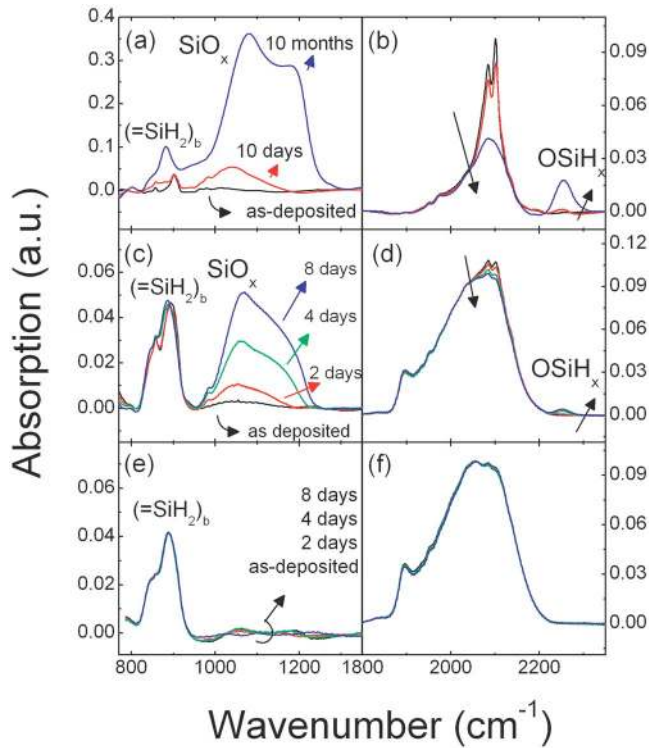 (a)
SiOx
10 months
(=SiH2)b
10 days
as-deposited
0.4
0.3
0.2
0.1
0.0
(b)
OSiHx
0.09
0.06
0.03
0.00
(c)
SiOx
(=SiH2)b
8 days
4 days
2 days
as deposited
0.06
0.04
0.02
0.00
(d)
OSiHx
0.12
0.09
0.06
0.03
0.00
(e)
(=SiH2)b
8 days
4 days
2 days
as-deposited
0.06
0.04
0.02
0.00
(f)
0.09
0.06
0.03
0.00
800
1000
1200
1800
2000
2200
Absorption (a.u.)
Wavenumber (cm-1)